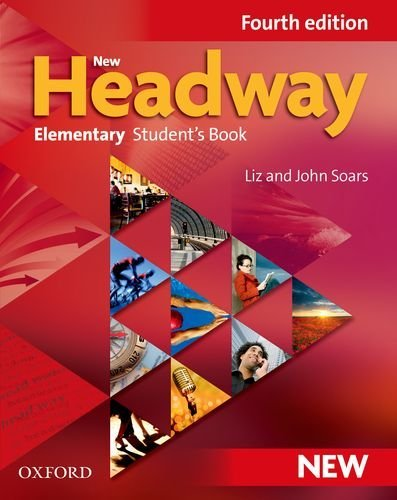 Fourth edition
New
Headway
Elementary Student's Book
Liz and John Soars
OXFORD
NEW